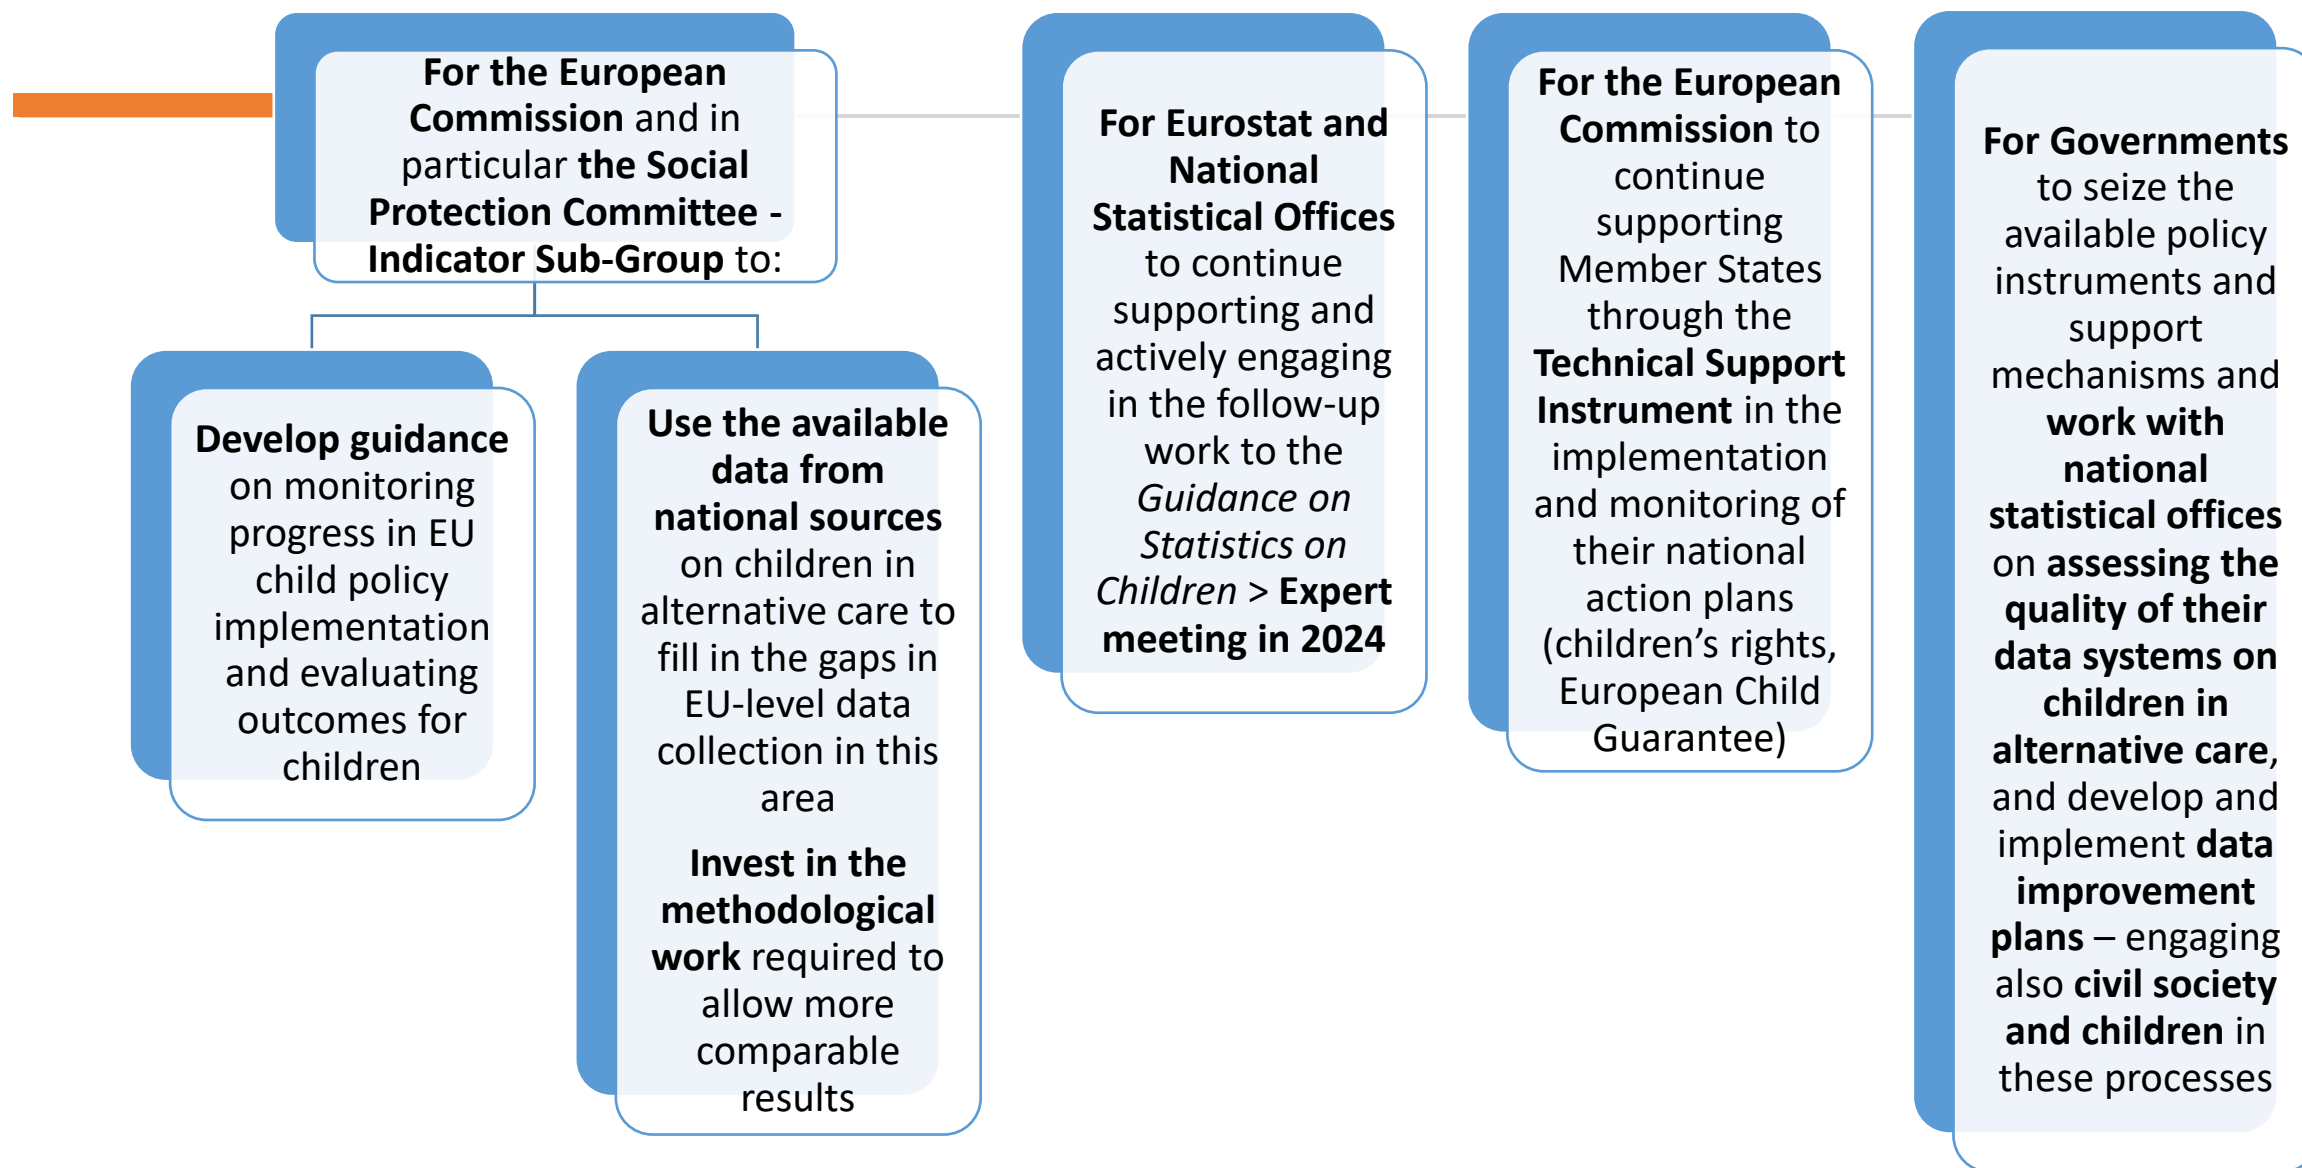 For the European
Commission and in
particular the Social
Protection Committee -
Indicator Sub-Group to:
Develop guidance
on monitoring
progress in EU
child policy
implementation
and evaluating
outcomes for
children
Use the available
data from
national sources
on children in
alternative care to
fill in the gaps in
EU-level data
collection in this
area
Invest in the
methodological
work required to
allow more
comparable
results
For Eurostat and
National
Statistical Offices
to continue
supporting and
actively engaging
in the follow-up
work to the
Guidance on
Statistics on
Children > Expert
meeting in 2024
For the European
Commission to
continue
supporting
Member States
through the
Technical Support
Instrument in the
implementation
and monitoring of
their national
action plans
(children’s rights,
European Child
Guarantee)
For Governments
to seize the
available policy
instruments and
support
mechanisms and
work with
national
statistical offices
on assessing the
quality of their
data systems on
children in
alternative care,
and develop and
implement data
improvement
plans – engaging
also civil society
and children in
these processes